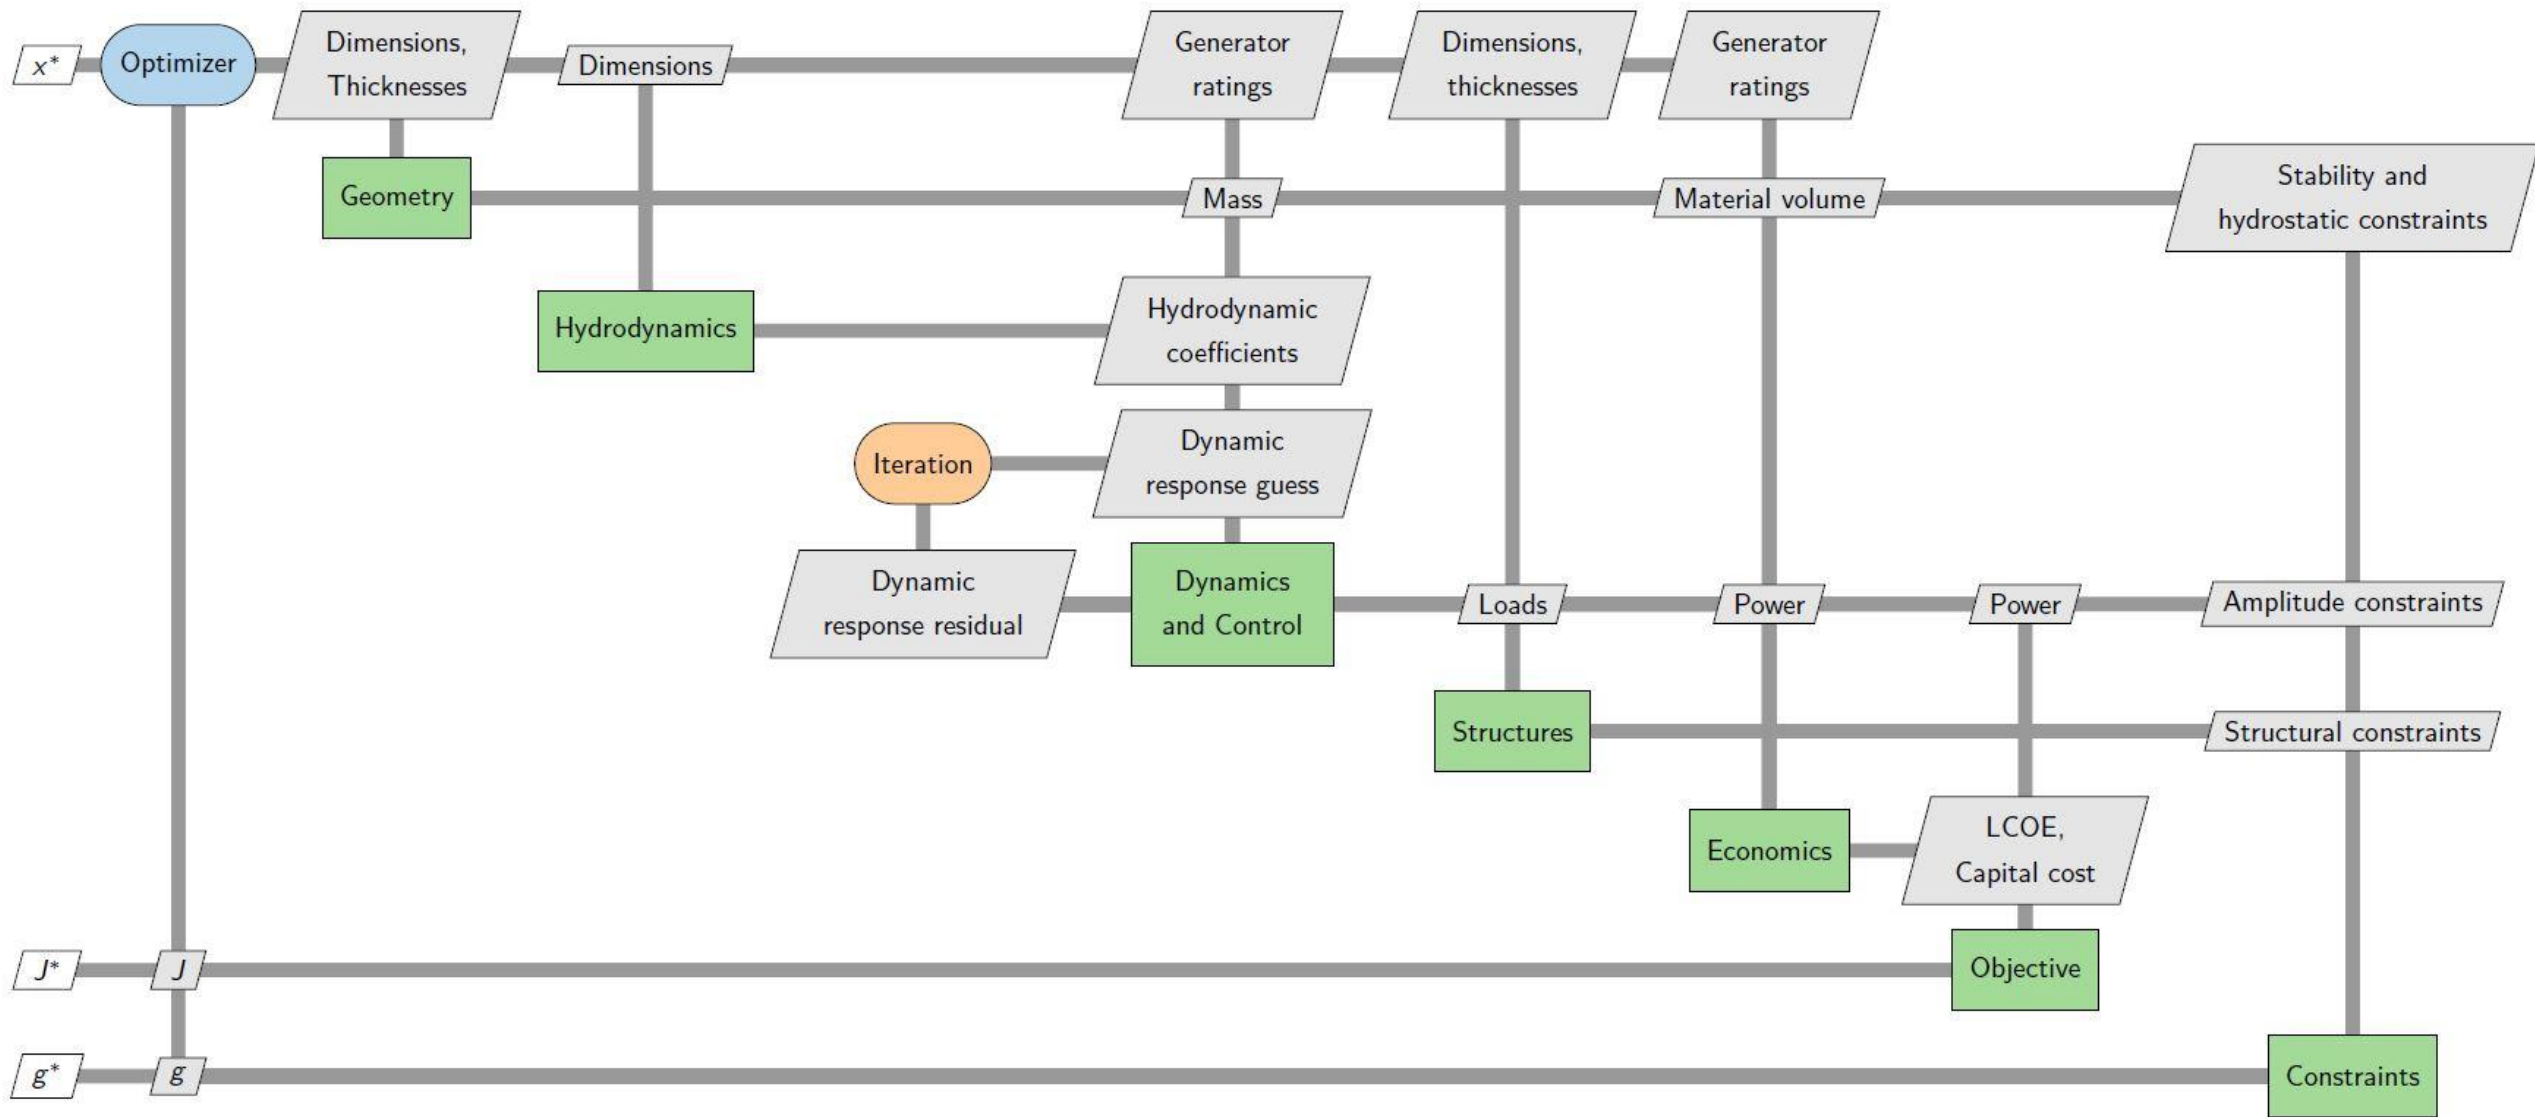 x*
Optimizer
Dimensions,
Thicknesses
Dimensions
Generator
ratings
Dimensions,
thicknesses
Generator
ratings
Geometry
Mass
Material volume
Stability and
hydrostatic constraints
Hydrodynamics
Hydrodynamic
coefficients
Iteration
Dynamic
response guess
Dynamic
response residual
Dynamics
and Control
Loads
Power
Power
Amplitude constraints
Structures
Structural constraints
Economics
LCOE,
Capital cost
J*
J
Objective
g*
g
Constraints